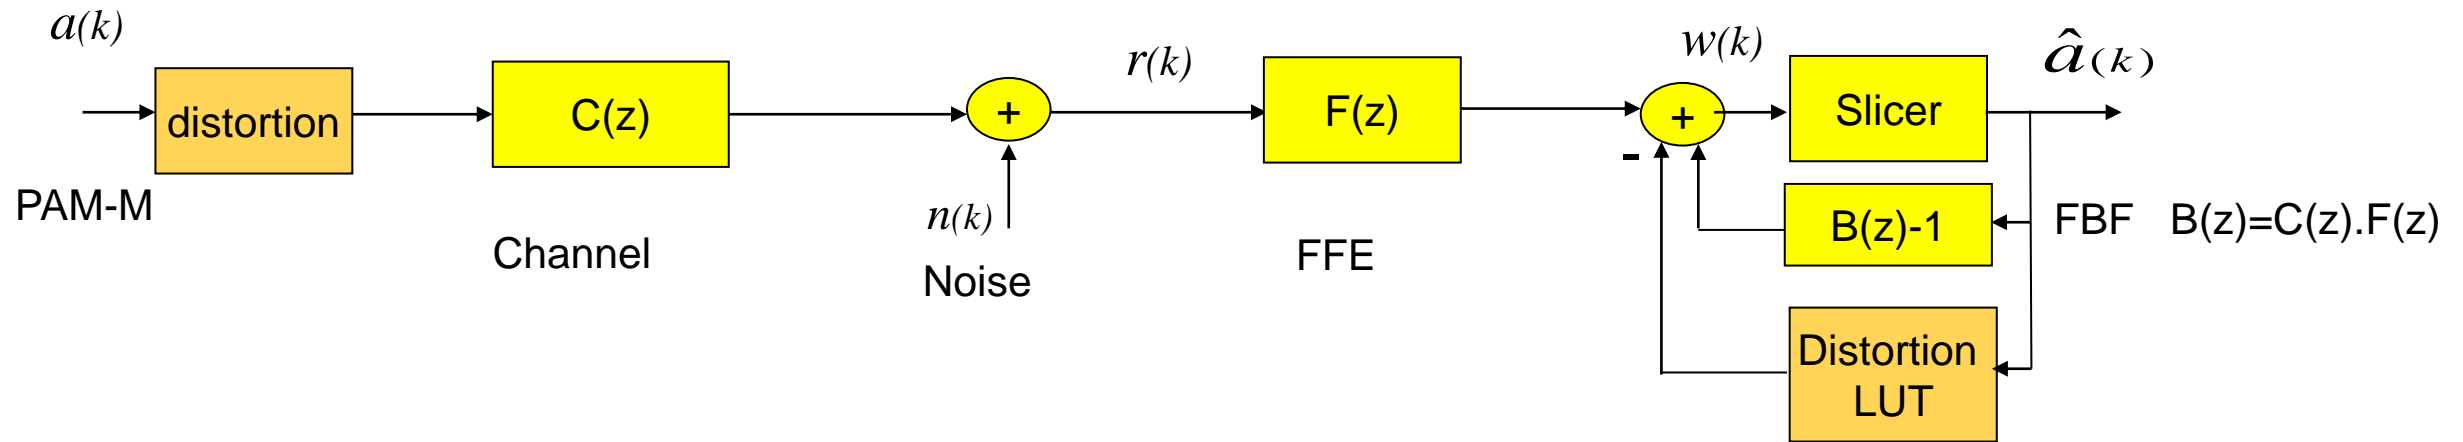 a(k)
distortion
PAM-M
C(z)
Channel
+
n(k)
Noise
r(k)
F(z)
FFE
w(k)
+
-
Slicer
â(k)
B(z)-1
FBF B(z)=C(z).F(z)
Distortion
LUT